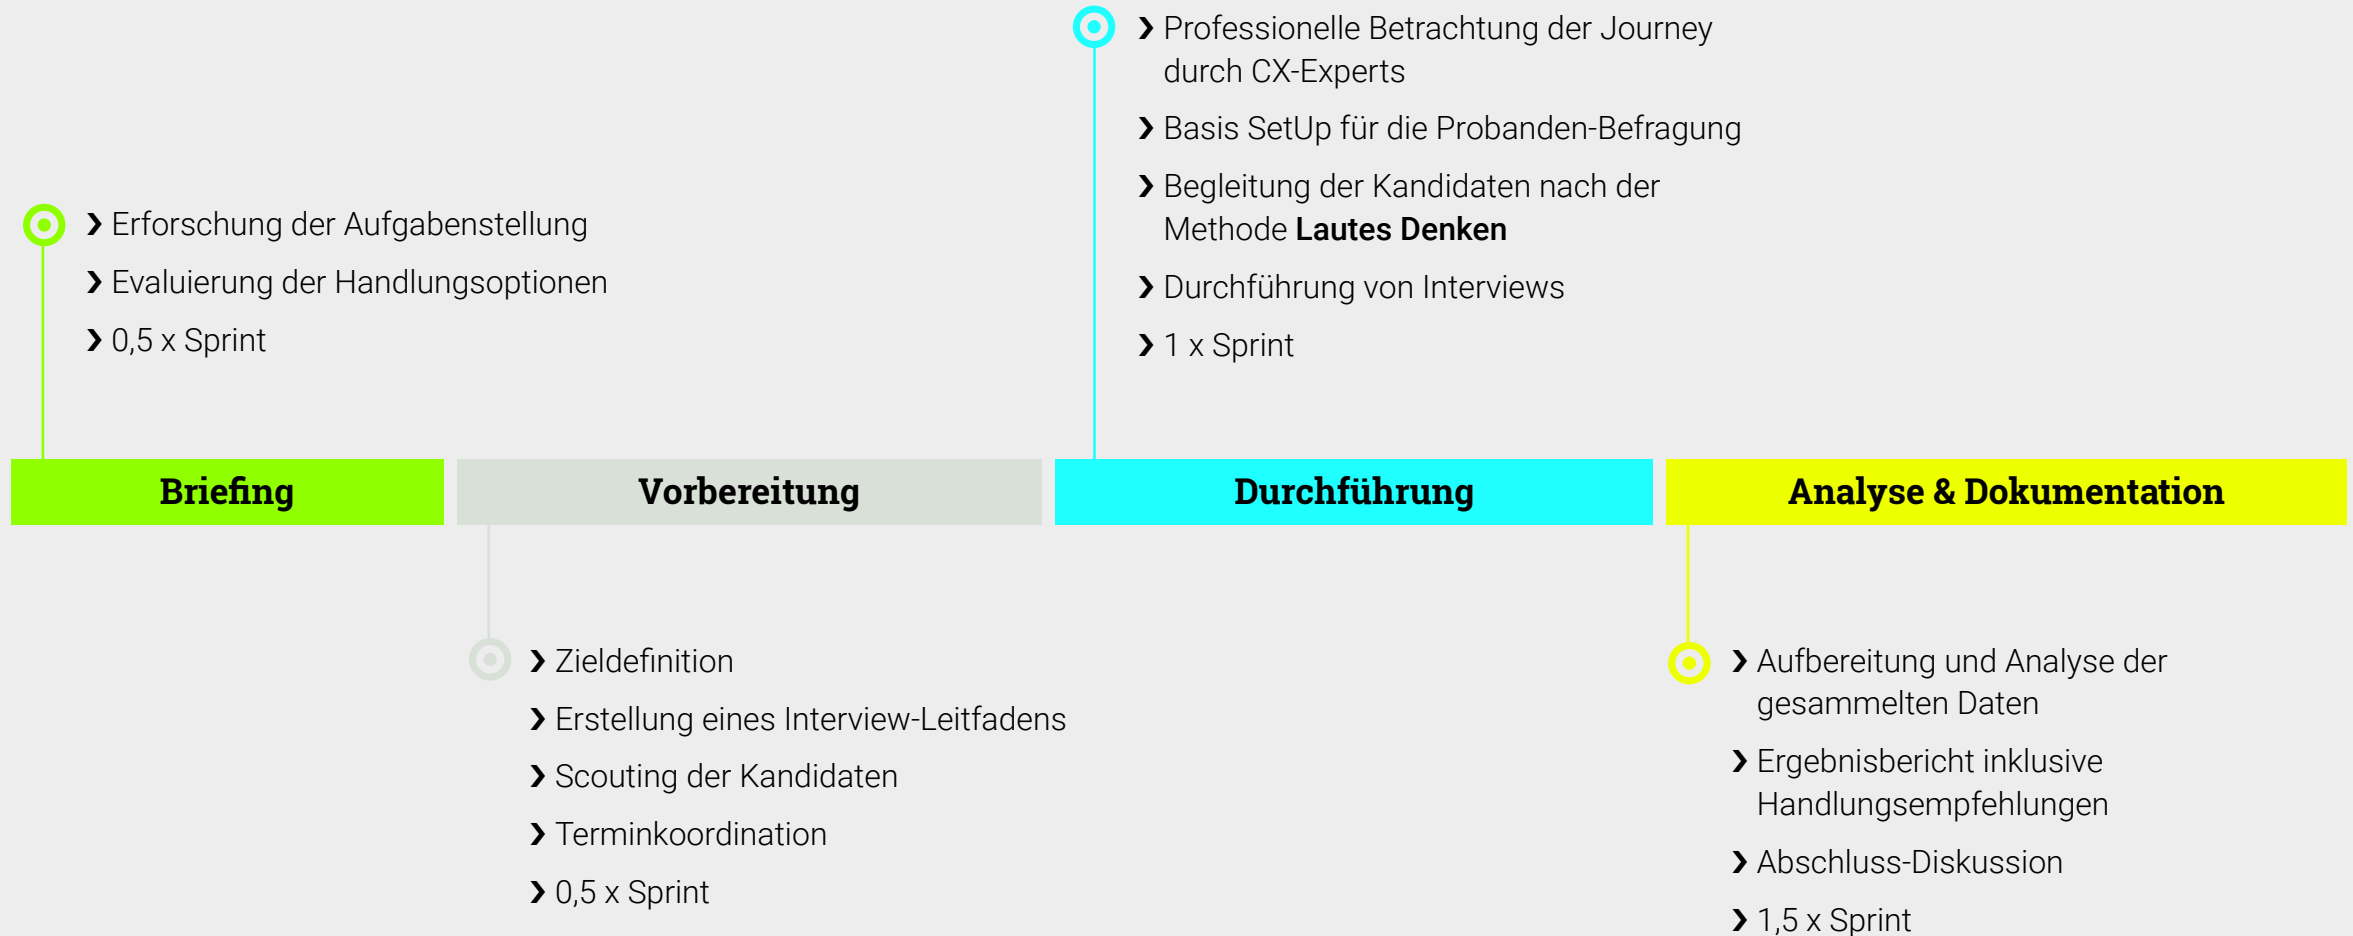 › Erforschung der Aufgabenstellung
› Evaluierung der Handlungsoptionen
› 0,5 x Sprint
› Professionelle Betrachtung der Journey
durch CX-Experts
› Basis SetUp für die Probanden-Befragung
› Begleitung der Kandidaten nach der
Methode Lautes Denken
› Durchführung von Interviews
› 1 x Sprint
Briefing
Vorbereitung
Durchführung
Analyse & Dokumentation
› Zieldefinition
› Erstellung eines Interview-Leitfadens
› Scouting der Kandidaten
› Terminkoordination
› 0,5 x Sprint
› Aufbereitung und Analyse der
gesammelten Daten
› Ergebnisbericht inklusive
Handlungsempfehlungen
› Abschluss-Diskussion
› 1,5 x Sprint